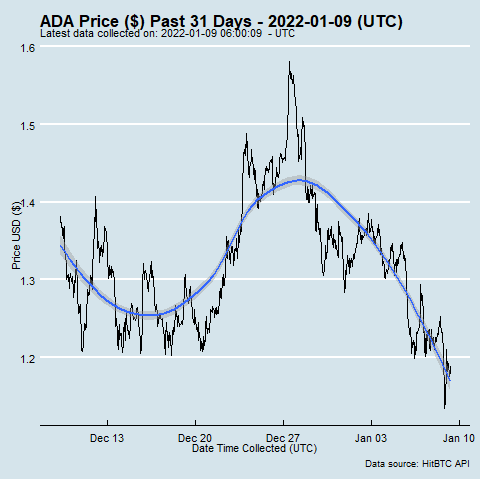 ADA Price ($) Past 31 Days - 2022-01-09 (UTC)
Latest data collected on: 2022-01-09 06:00:09 - UTC
1.6
1.5
1.4
1.3
1.2
Price USD ($)
Dec 13 Dec 20 Dec 27 Jan 03 Jan 10
Date Time Collected (UTC)
Data source: HitBTC API